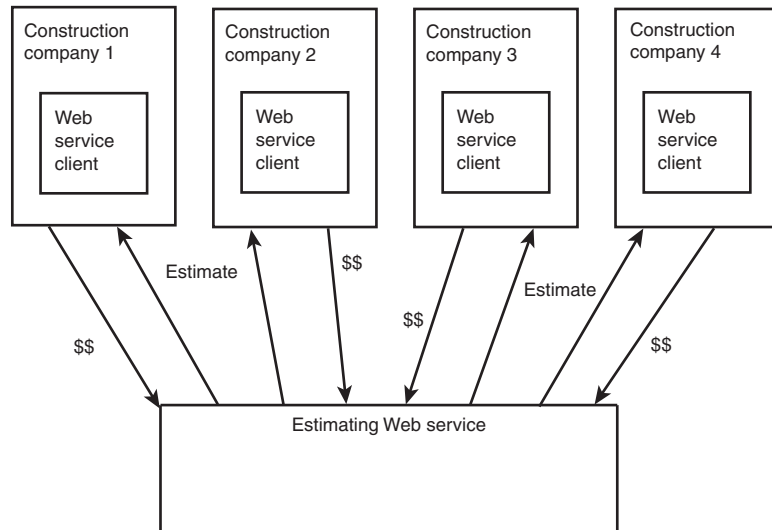 Construction
company 1
Web
service
client
Construction
company 2
Web
service
client
Construction
company 3
Web
service
client
Construction
company 4
Web
service
client
$$
Estimate
$$
$$
Estimate
$$
Estimating Web service